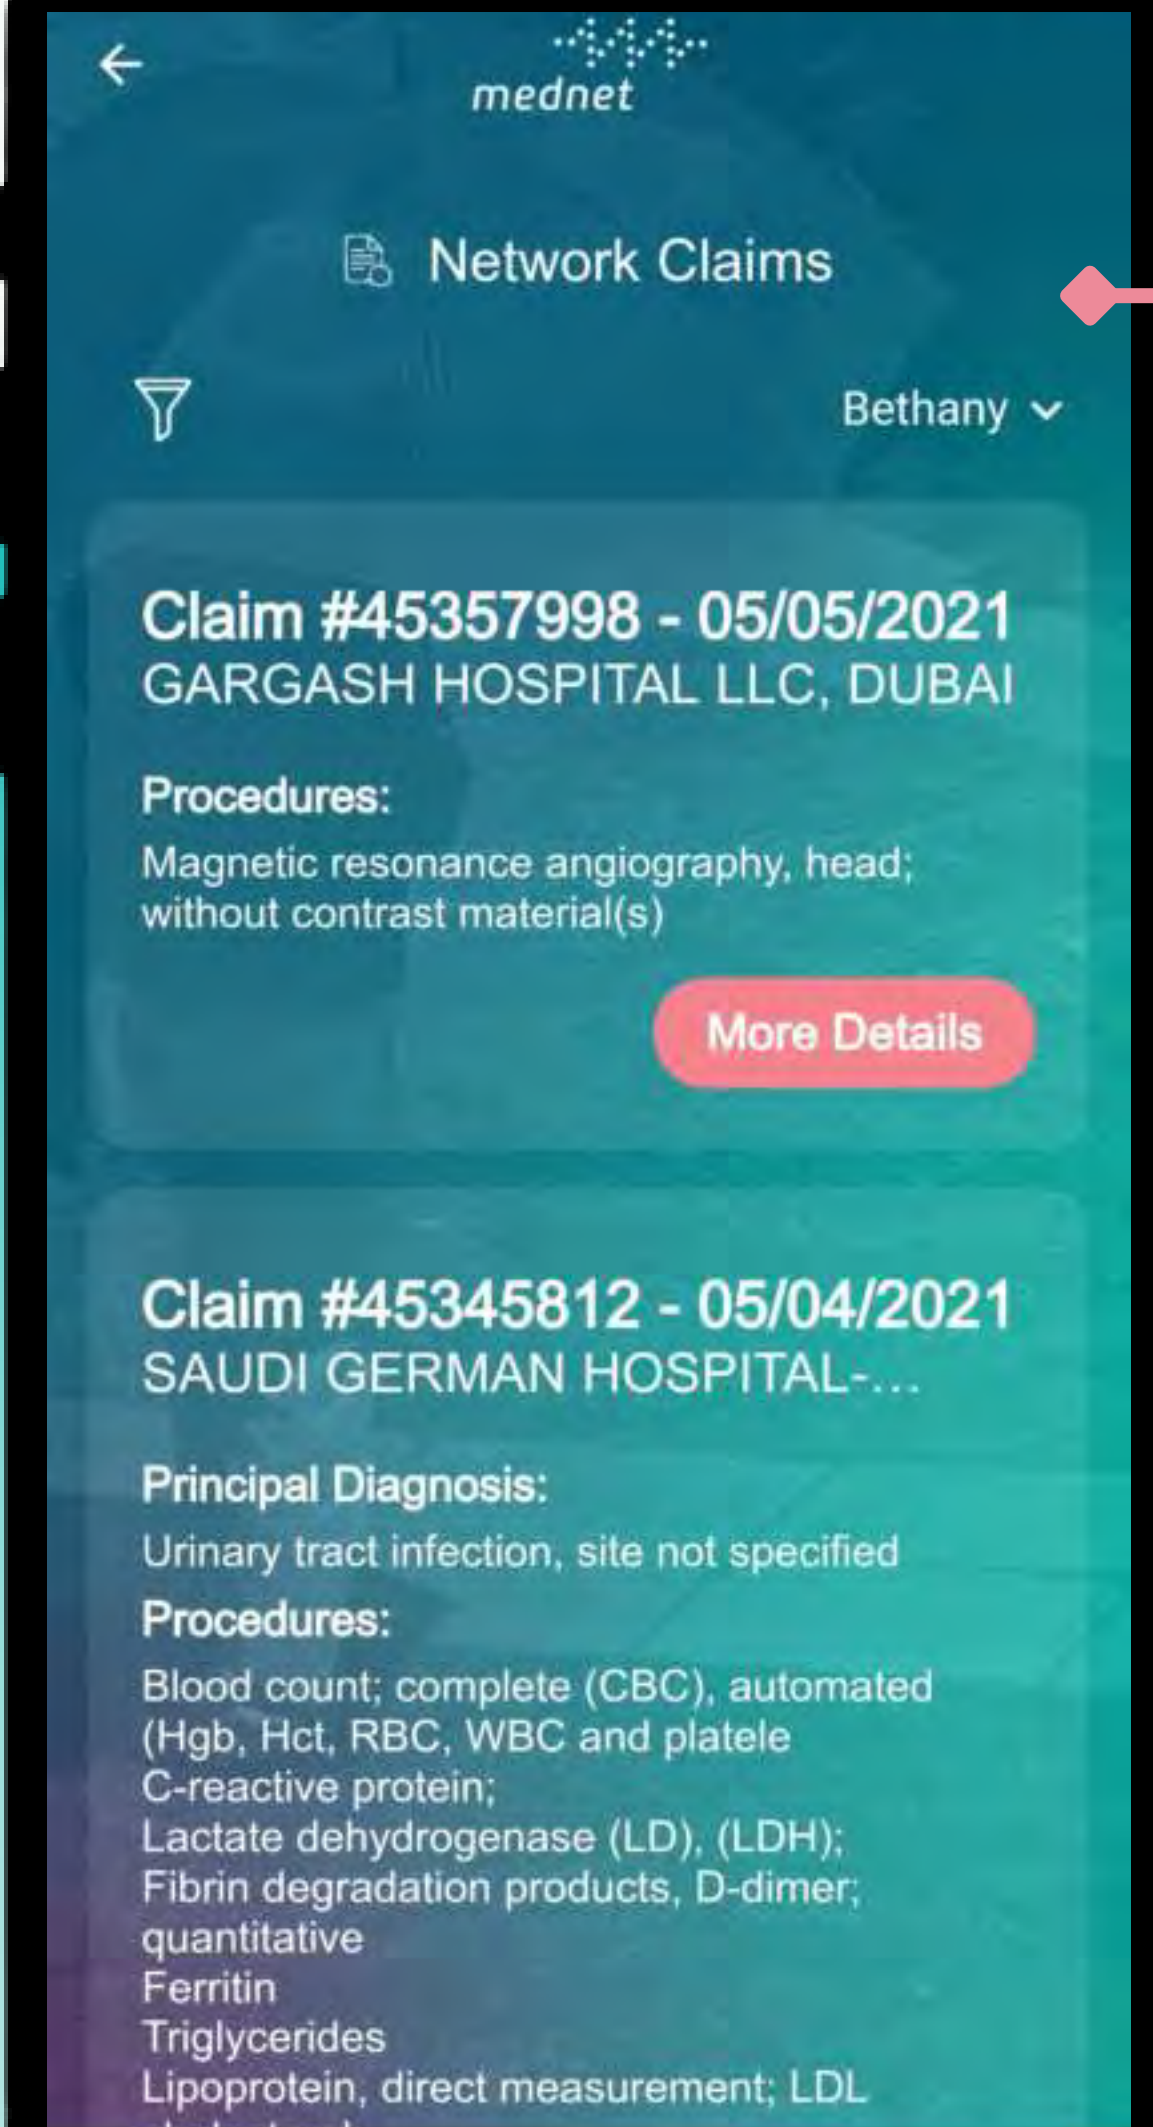 mednet
Network Claims
Bethany
Claim #45357998 - 05/05/2021
GARGASH HOSPITAL LLC, DUBAI
Procedures:
Magnetic resonance angiography, head;
without contrast material(s)
More Details
Claim #45345812 - 05/04/2021
SAUDI GERMAN HOSPITAL-...
Principal Diagnosis:
Urinary tract infection, site not specified
Procedures:
Blood count; complete (CBC), automated
(Hgb, Hct, RBC, WBC and platele
C-reactive protein;
Lactate dehydrogenase (LD), (LDH);
Fibrin degradation products, D-dimer;
quantitative
Ferritin
Triglycerides
Lipoprotein, direct measurement; LDL